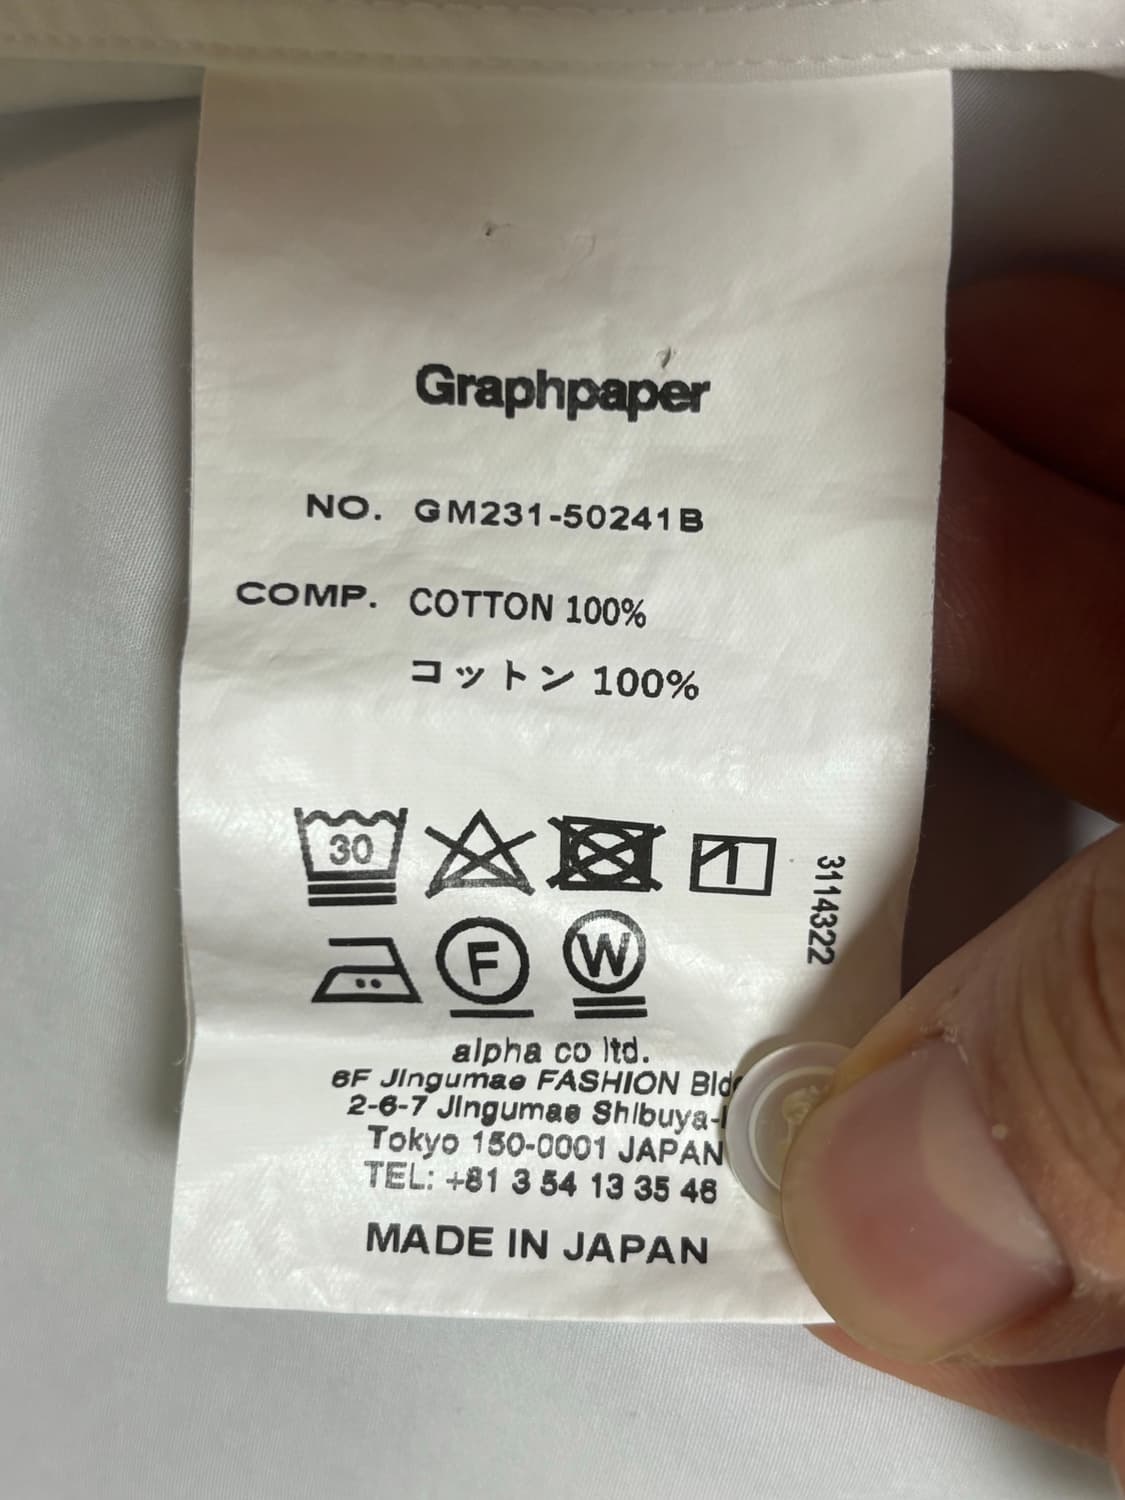 Graphpaper
NO. GM231-50241B
COMP. COTTON 100%
コットン 100%
30
3114322
F
W
alpha co ltd.
6F Jingumae FASHION
2-6-7 Jingumae Shibuya-
Tokyo 150-0001 JAPAN
TEL: +81 3 54 13 35 46
MADE IN JAPAN